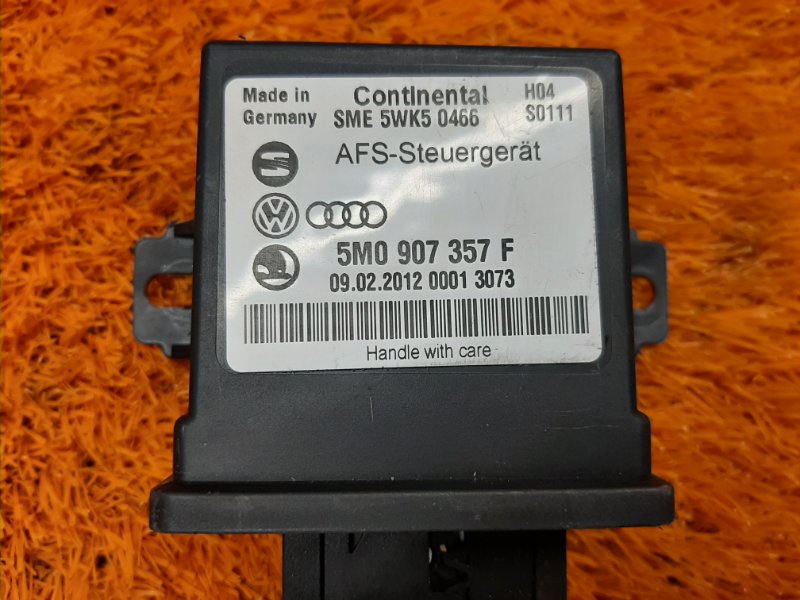 Made in
Germany
Continental
SME 5WK5 0466
H04
S0111
AFS-Steuergerät
5M0 907 357 F
09.02.2012 0001 3073
Handle with care